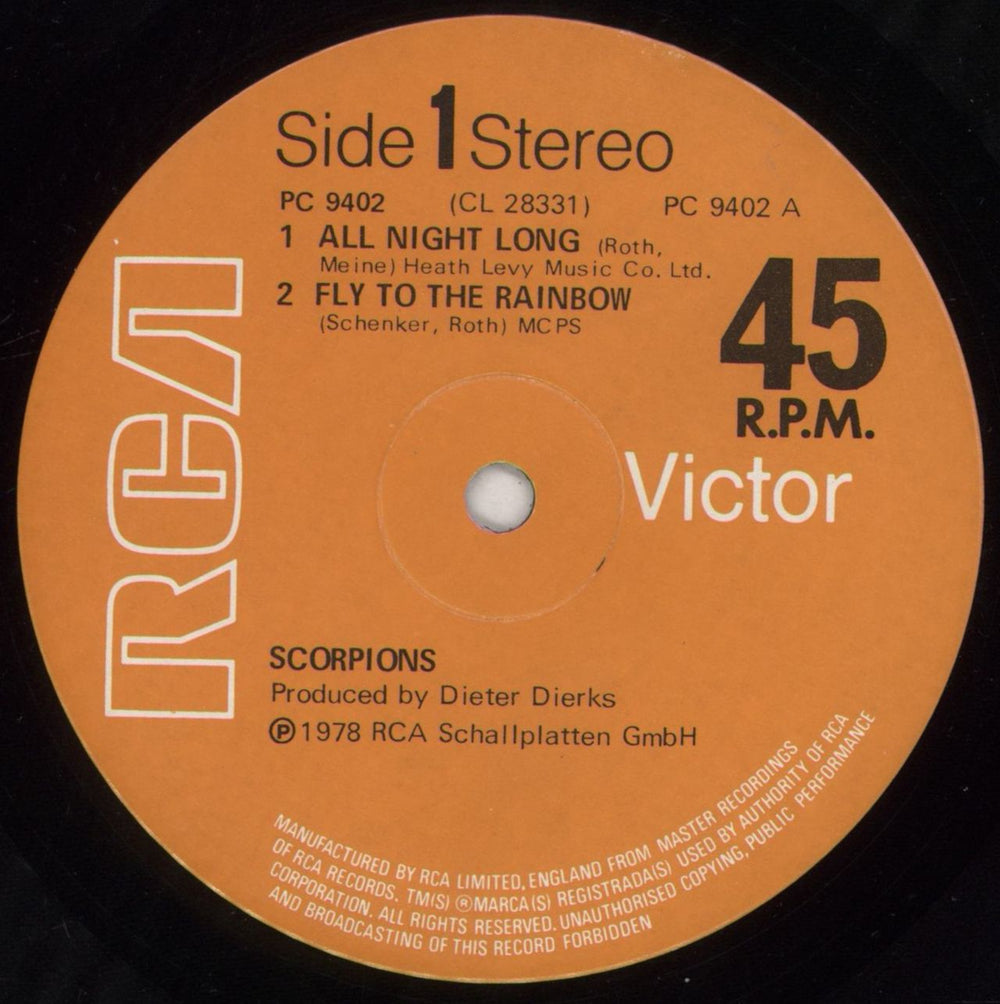 Side 1 Stereo
PC 9402 (CL 28331) PC 9402 A
1 ALL NIGHT LONG (Roth,
Meine) Heath Levy Music Co. Ltd.
2 FLY TO THE RAINBOW
(Schenker, Roth) MCPS
45
R.P.M.
RCA
Victor
SCORPIONS
Produced by Dieter Dierks
Ⓟ1978 RCA Schallplatten GmbH
MANUFACTURED BY RCA LIMITED, ENGLAND FROM MASTER RECORDINGS
OF RCA RECORDS. TM(S) ®MARCA(S) REGISTRADA(S) USED BY AUTHORITY OF RCA
CORPORATION. ALL RIGHTS RESERVED. UNAUTHORISED COPYING, PUBLIC PERFORMANCE
AND BROADCASTING OF THIS RECORD FORBIDDEN